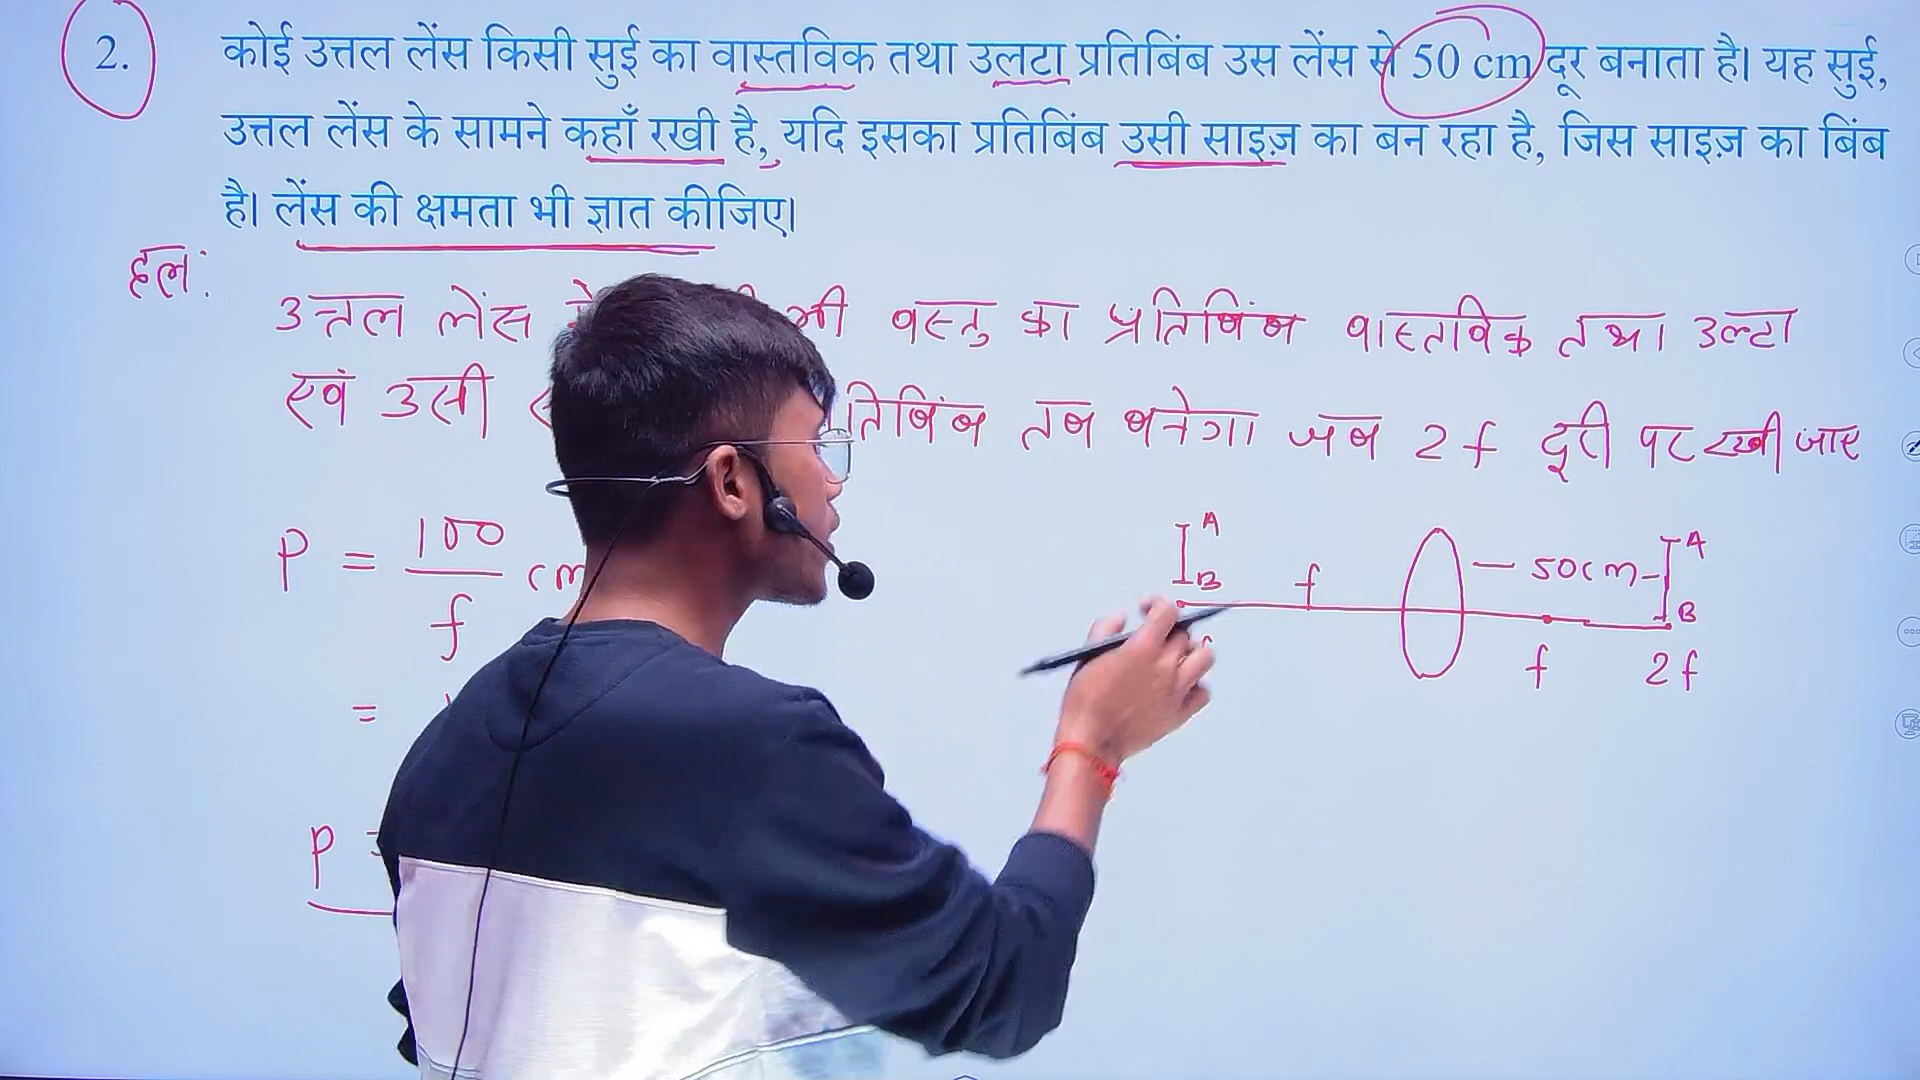 2.
कोई उत्तल लेंस किसी सुई का वास्तविक तथा उलटा प्रतिबिंब उस लेंस से 50 cm दूर बनाता है। यह सुई,
उत्तल लेंस के सामने कहाँ रखी है, यदि इसका प्रतिबिंब उसी साइज़ का बन रहा है, जिस साइज़ का बिंब
है। लेंस की क्षमता भी ज्ञात कीजिए।
हल:
उत्तल लेंस वस्तु का प्रतिबिंब वास्तविक तथा उल्टा
एवं उसी तिबिंब तब बनेगा जब 2f दूरी पर रखी जाए
P = 100 / f cm
=
P =
A
B
f
50cm
A
B
f
2f